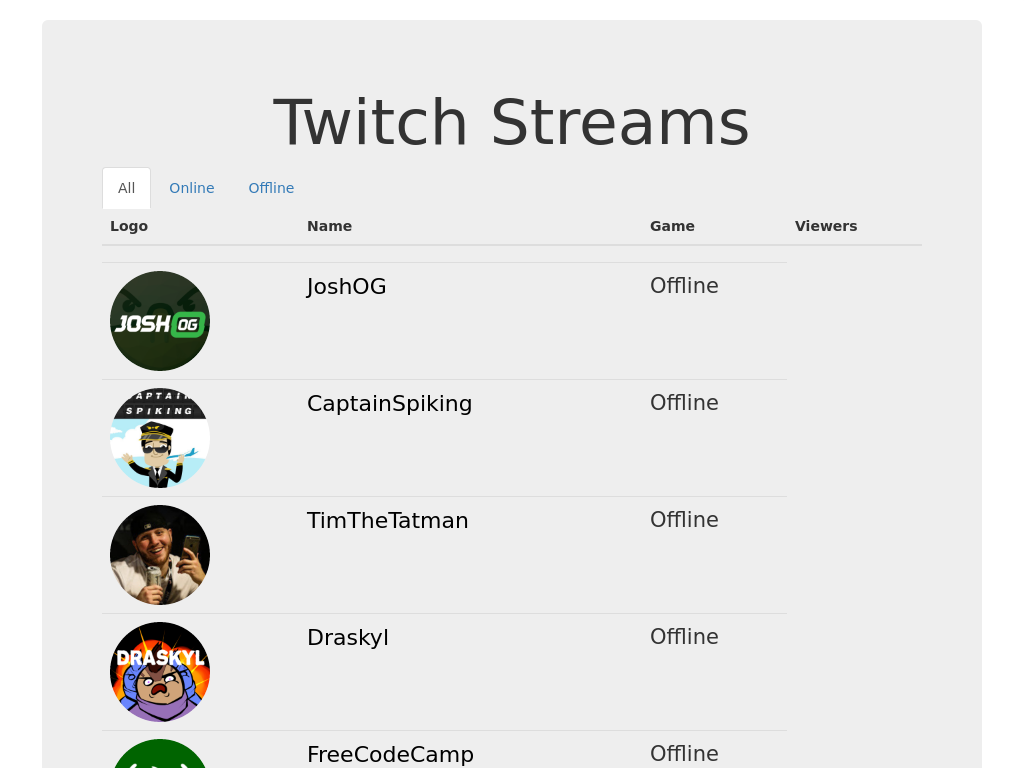 Twitch Streams
All Online Offline
Logo Name Game Viewers
JOSH OG
JoshOG Offline
CAPTAIN
SPIKING
CaptainSpiking Offline
TimTheTatman Offline
DRASKYL
Draskyl Offline
FreeCodeCamp Offline